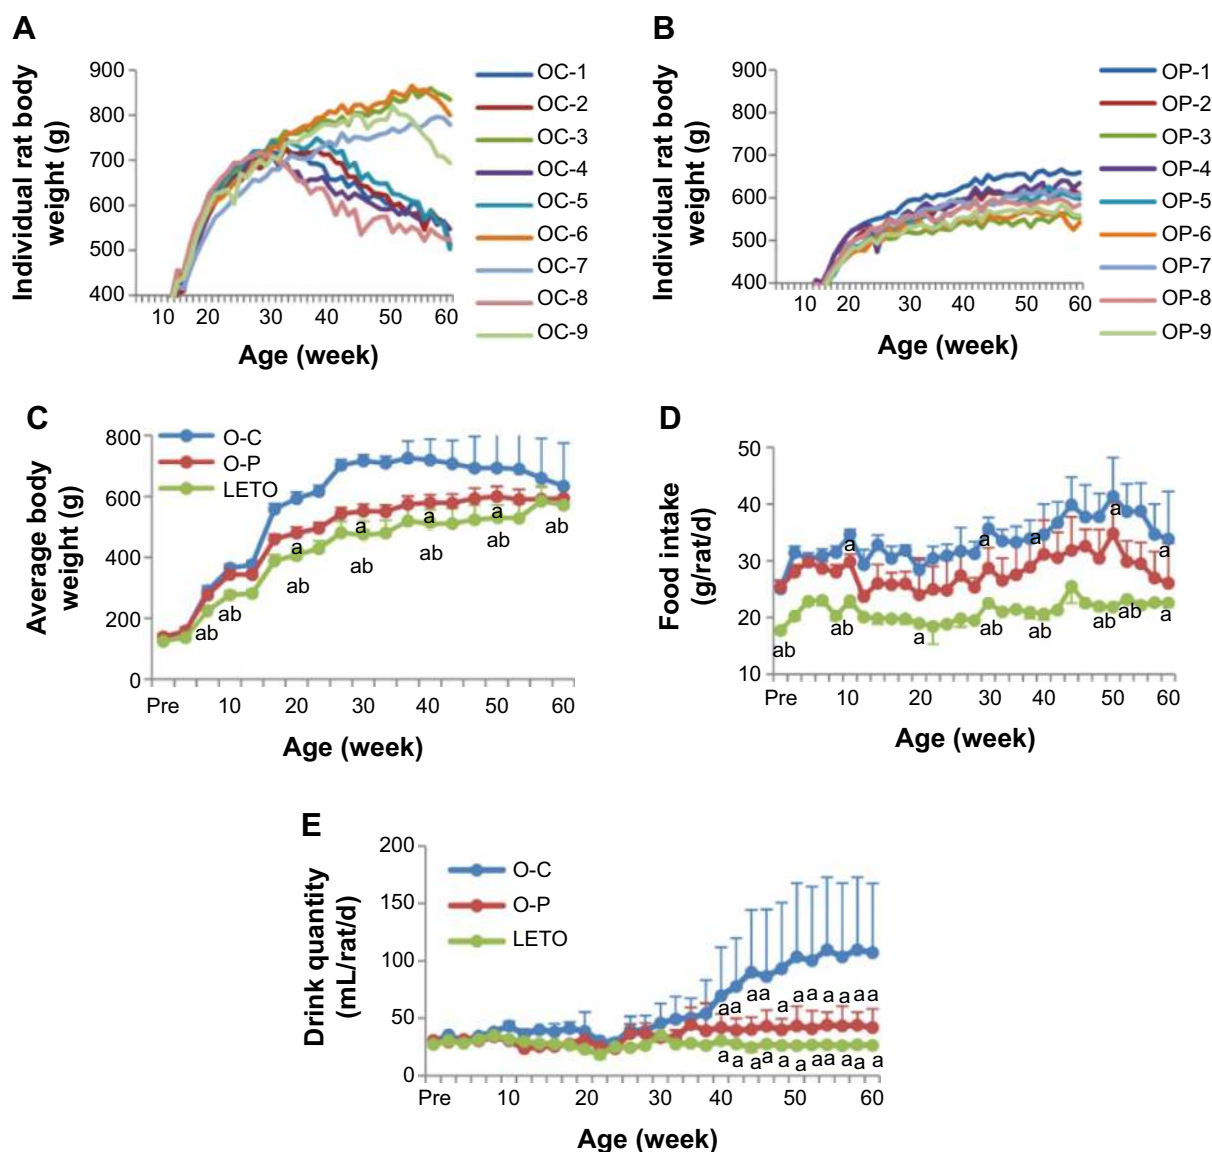 A
Individual rat body
weight (g)
900
800
700
600
500
400
10 20 30 40 50 60
Age (week)
OC-1
OC-2
OC-3
OC-4
OC-5
OC-6
OC-7
OC-8
OC-9
B
Individual rat body
weight (g)
900
800
700
600
500
400
10 20 30 40 50 60
Age (week)
OP-1
OP-2
OP-3
OP-4
OP-5
OP-6
OP-7
OP-8
OP-9
C
Average body
weight (g)
800
600
400
200
0
O-C
O-P
LETO
a a a ab
a ab ab
ab ab
ab
ab
Pre 10 20 30 40 50 60
Age (week)
D
Food intake
(g/rat/d)
50
40
30
20
10
a a a a a
ab ab a ab ab ab ab a
Pre 10 20 30 40 50 60
Age (week)
E
Drink quantity
(mL/rat/d)
200
150
100
50
0
O-C
O-P
LETO
aa aa a a a a a a a
a a a a a a a a a a a
Pre 10 20 30 40 50 60
Age (week)